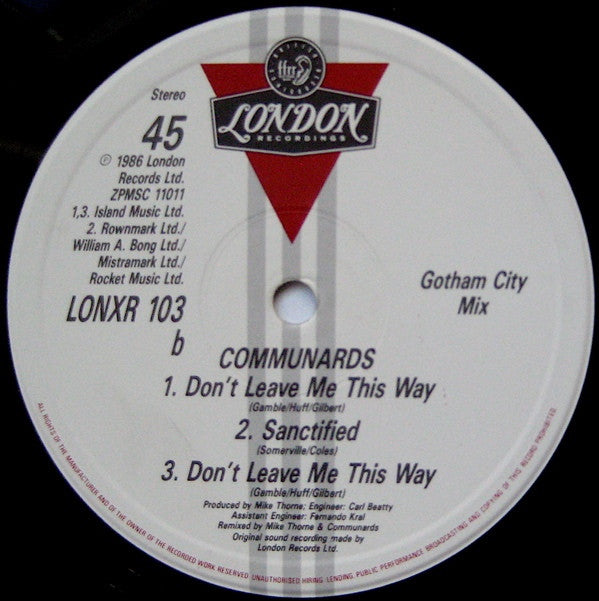 ffrr
LONDON
RECORDINGS
Stereo
45
℗ 1986 London
Records Ltd.
ZPMSC 11011
1,3. Island Music Ltd.
2. Rownmark Ltd./
William A. Bong Ltd./
Mistramark Ltd./
Rocket Music Ltd.
LONXR 103
b
Gotham City
Mix
COMMUNARDS
1. Don't Leave Me This Way
(Gamble/Huff/Gilbert)
2. Sanctified
(Somerville/Coles)
3. Don't Leave Me This Way
(Gamble/Huff/Gilbert)
Produced by Mike Thorne; Engineer: Carl Beatty
Assistant Engineer: Fernando Kral
Remixed by Mike Thorne & Communards
Original sound recording made by
London Records Ltd.
ALL RIGHTS OF THE MANUFACTURER AND OF THE OWNER OF THE RECORDED WORK RESERVED. UNAUTHORISED HIRING, LENDING, PUBLIC PERFORMANCE, BROADCASTING AND COPYING OF THIS RECORD PROHIBITED.